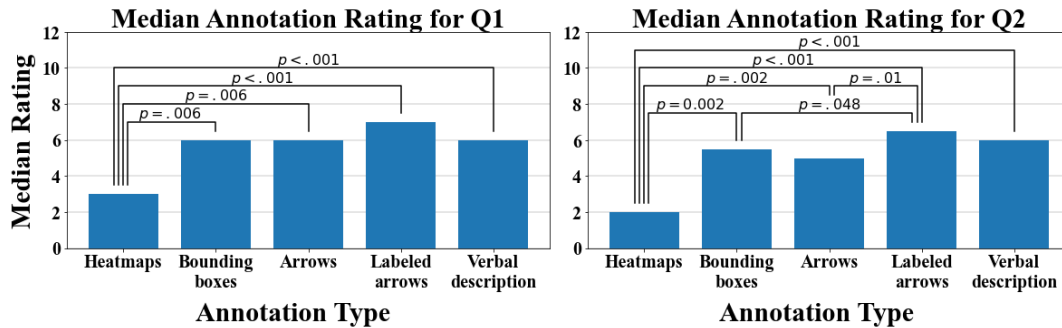 Median Annotation Rating for Q1
Median Rating
12
10
8
6
4
2
0
p < .001
p < .001
p = .006
p = .006
Heatmaps
Bounding boxes
Arrows
Labeled arrows
Verbal description
Annotation Type
Median Annotation Rating for Q2
12
10
8
6
4
2
0
p < .001
p < .001
p = .002
p = .01
p = 0.002
p = .048
Heatmaps
Bounding boxes
Arrows
Labeled arrows
Verbal description
Annotation Type